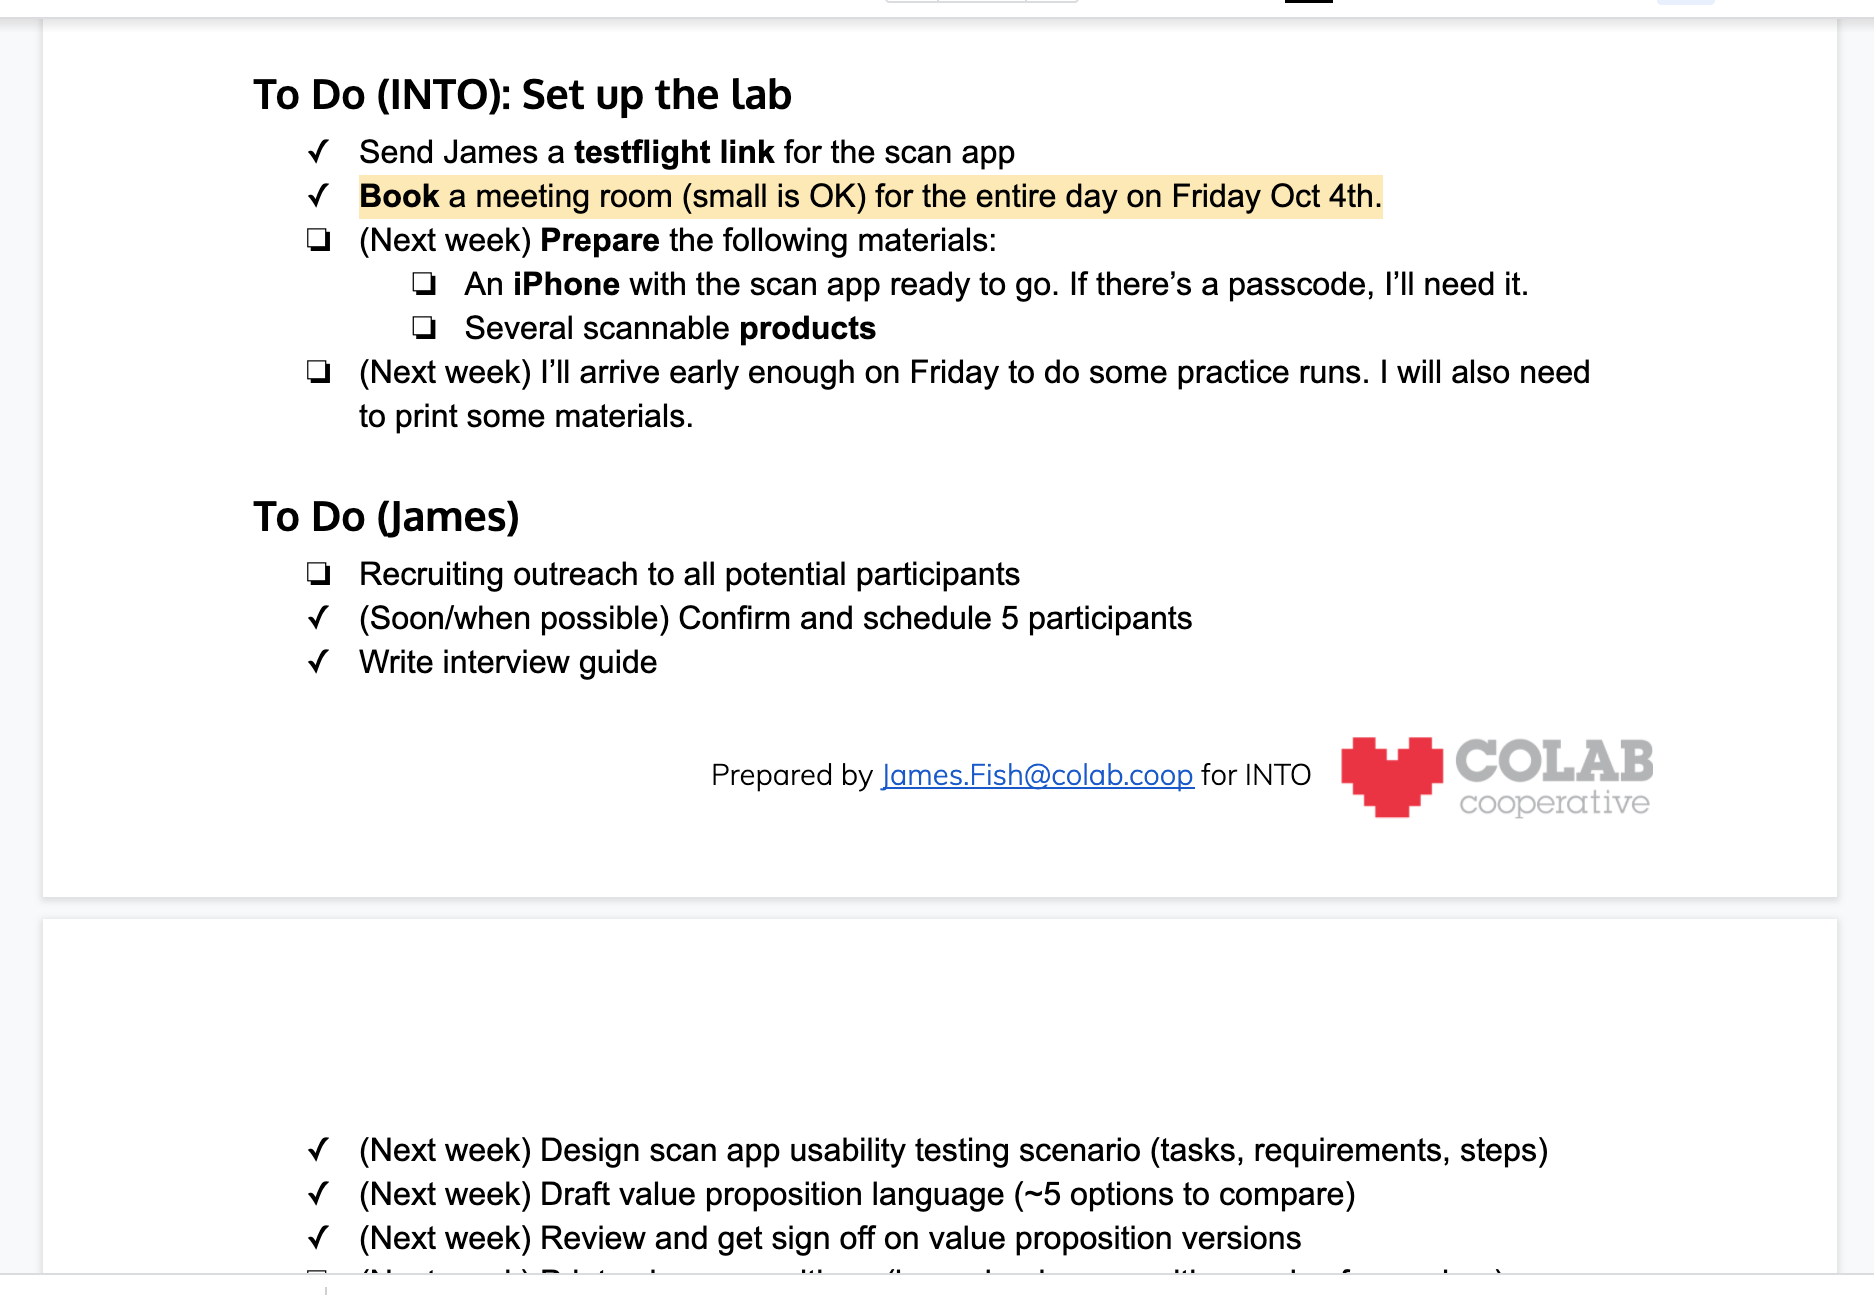 To Do (INTO): Set up the lab
✓ Send James a testflight link for the scan app
✓ Book a meeting room (small is OK) for the entire day on Friday Oct 4th.
❏ (Next week) Prepare the following materials:
❏ An iPhone with the scan app ready to go. If there’s a passcode, I’ll need it.
❏ Several scannable products
❏ (Next week) I’ll arrive early enough on Friday to do some practice runs. I will also need
to print some materials.
To Do (James)
❏ Recruiting outreach to all potential participants
✓ (Soon/when possible) Confirm and schedule 5 participants
✓ Write interview guide
Prepared by James.Fish@colab.coop for INTO
COLAB
cooperative
✓ (Next week) Design scan app usability testing scenario (tasks, requirements, steps)
✓ (Next week) Draft value proposition language (~5 options to compare)
✓ (Next week) Review and get sign off on value proposition versions